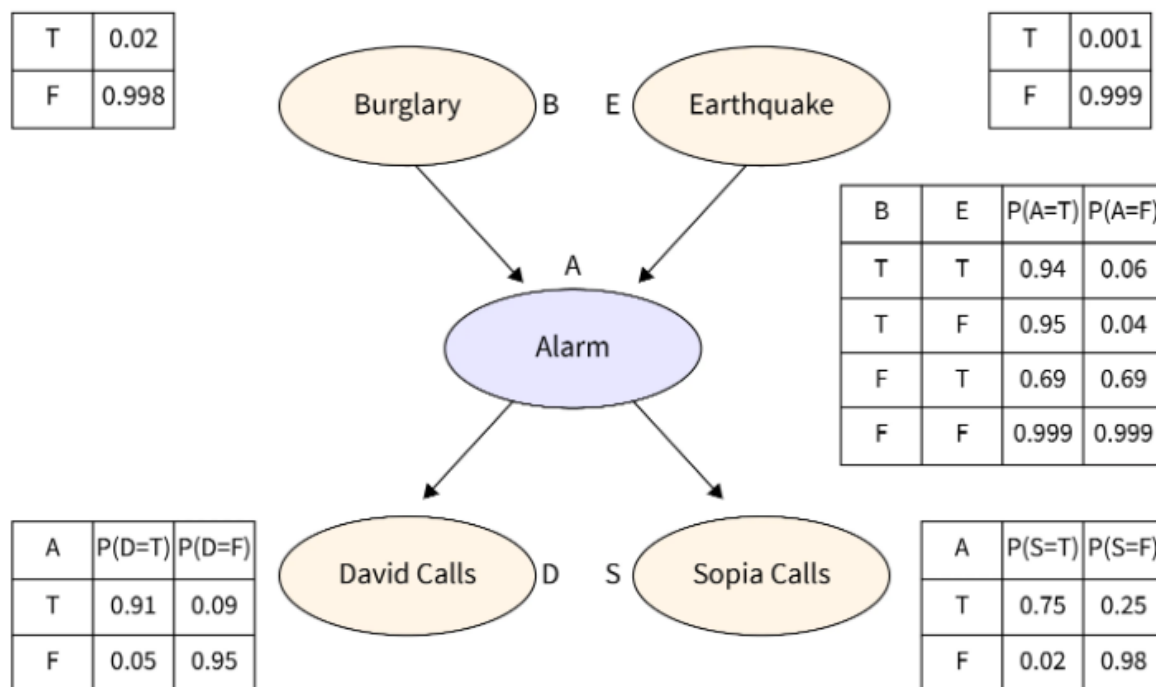 T 0.02
F 0.998
Burglary
B
E
Earthquake
T 0.001
F 0.999
B E P(A=T) P(A=F)
T T 0.94 0.06
T F 0.95 0.04
F T 0.69 0.69
F F 0.999 0.999
A
Alarm
A P(D=T) P(D=F)
T 0.91 0.09
F 0.05 0.95
David Calls
D
S
Sopia Calls
A P(S=T) P(S=F)
T 0.75 0.25
F 0.02 0.98